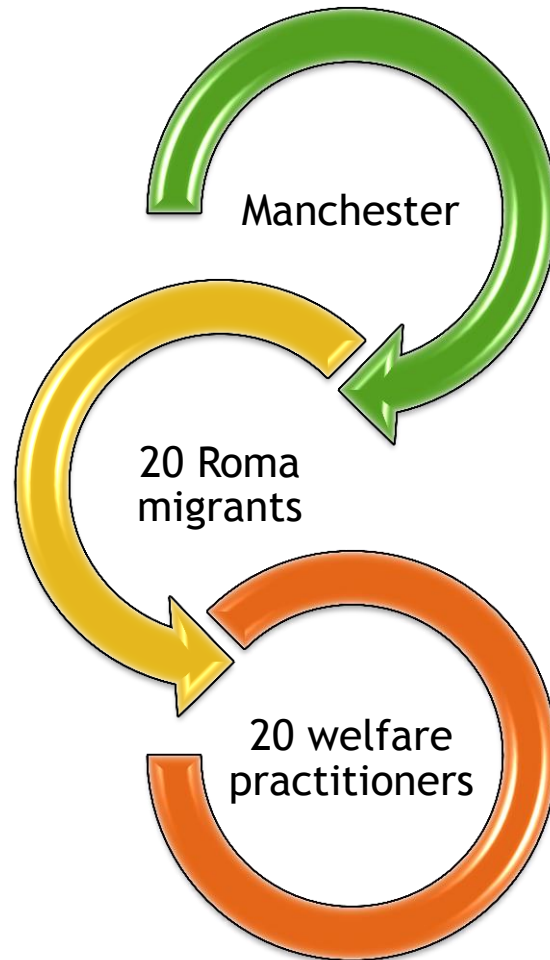 Manchester
20 Roma
migrants
20 welfare
practitioners